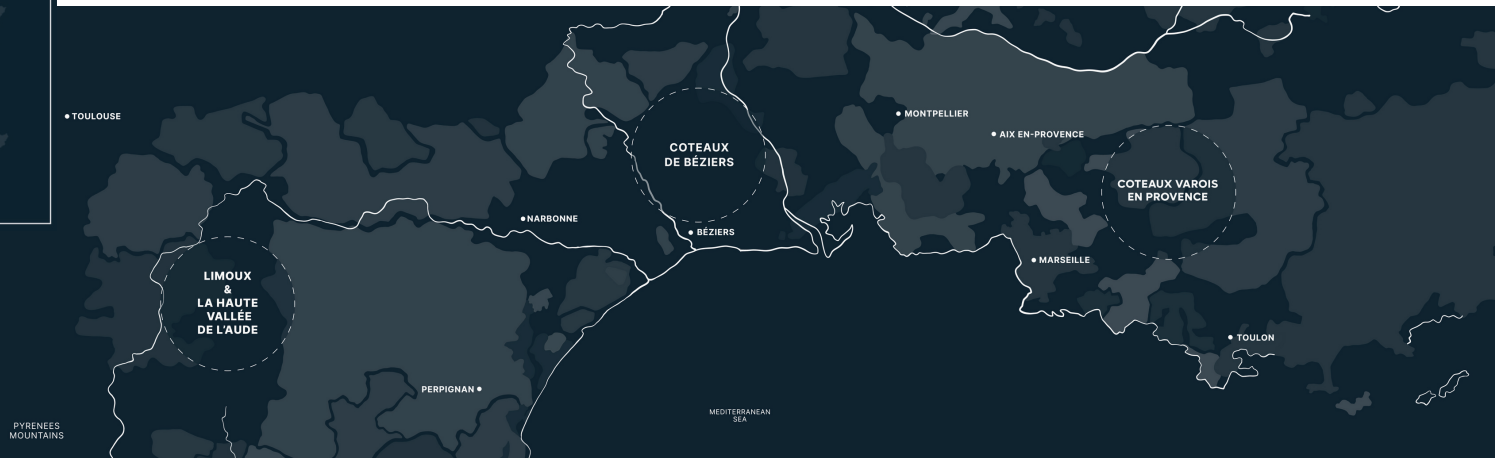 TOULOUSE
MONTPELLIER
AIX EN-PROVENCE
COTEAUX
DE BÉZIERS
COTEAUX VAROIS
EN PROVENCE
NARBONNE
BÉZIERS
MARSEILLE
LIMOUX
&
LA HAUTE
VALLÉE
DE L'AUDE
TOULON
PERPIGNAN
MEDITERRANEAN
SEA
PYRENEES
MOUNTAINS